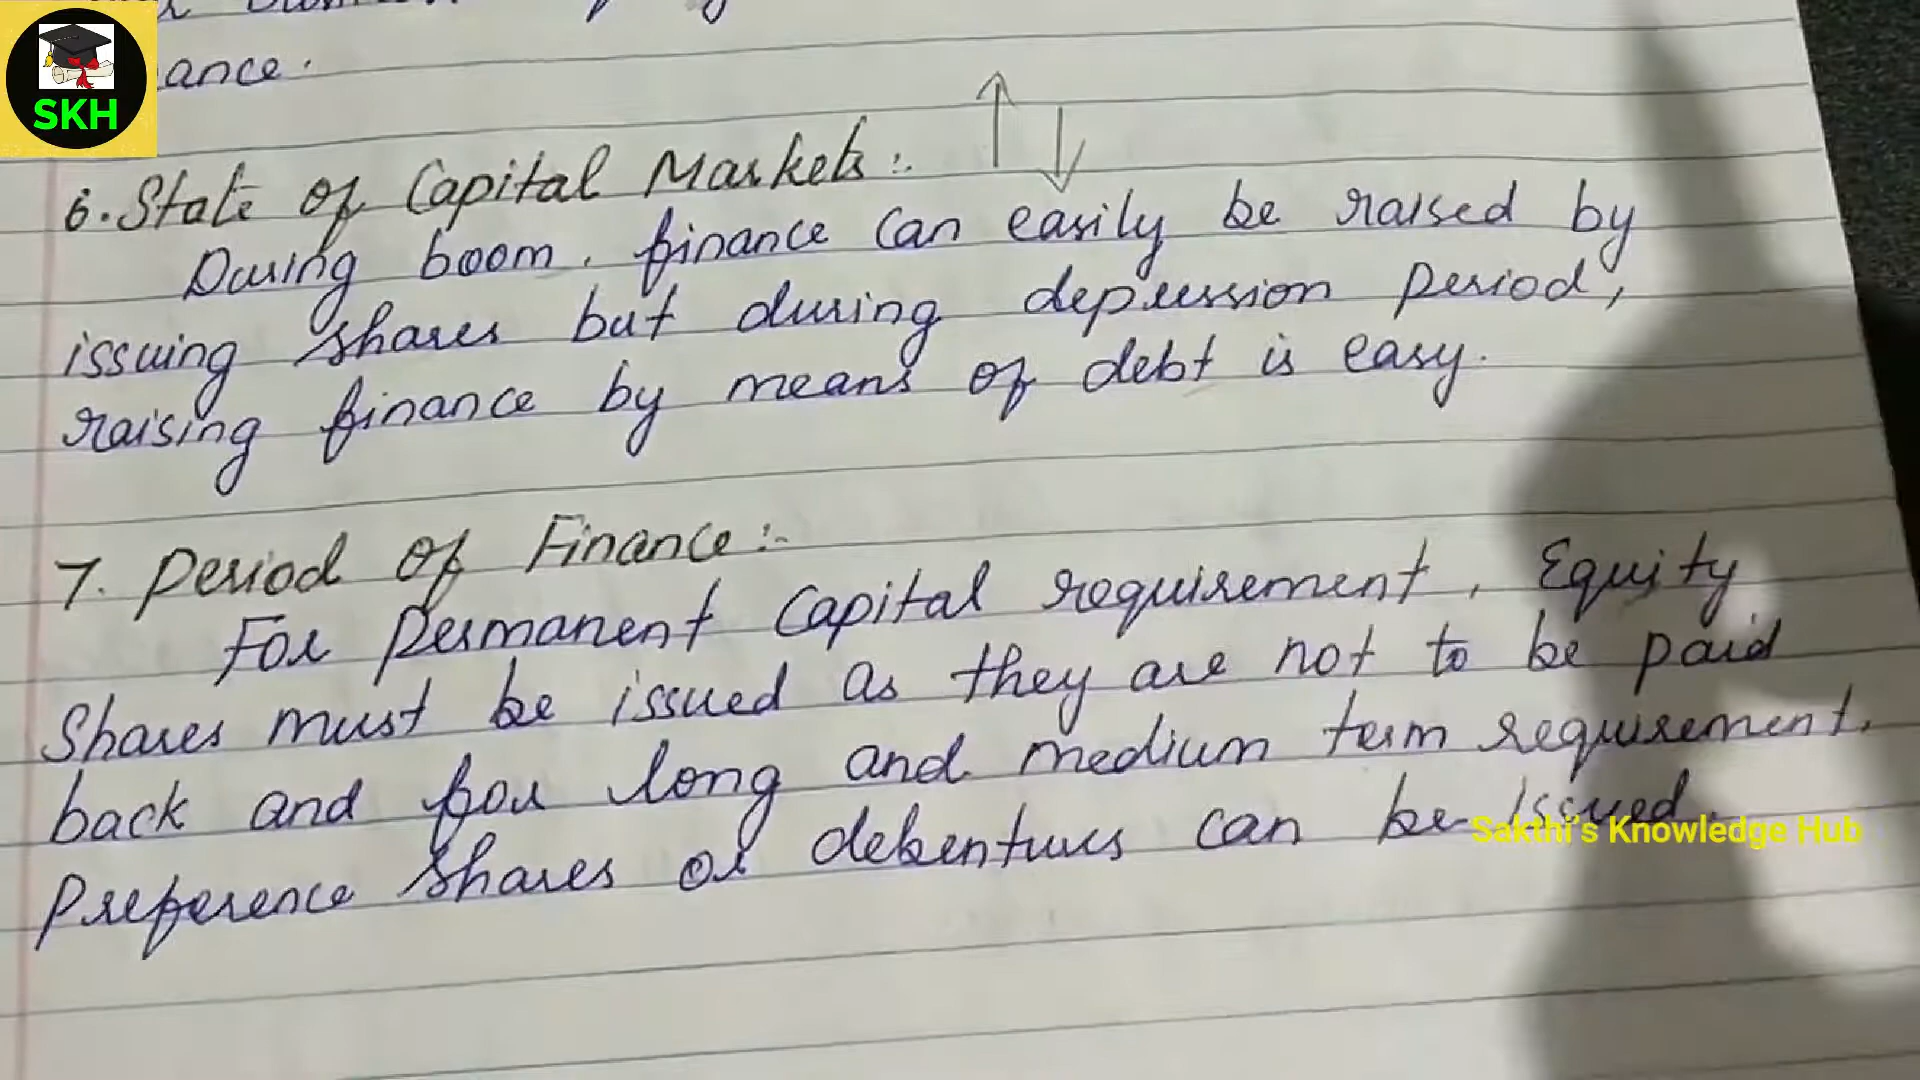 SKH
ance.
6. State of Capital Markets :-
During boom, finance can easily be raised by
issuing shares but during depression period,
raising finance by means of debt is easy.
7. Period of Finance :-
For permanent capital requirement, Equity
Shares must be issued as they are not to be paid
back and for long and medium term requirement,
preference shares or debentures can be issued.
Sakthi's Knowledge Hub